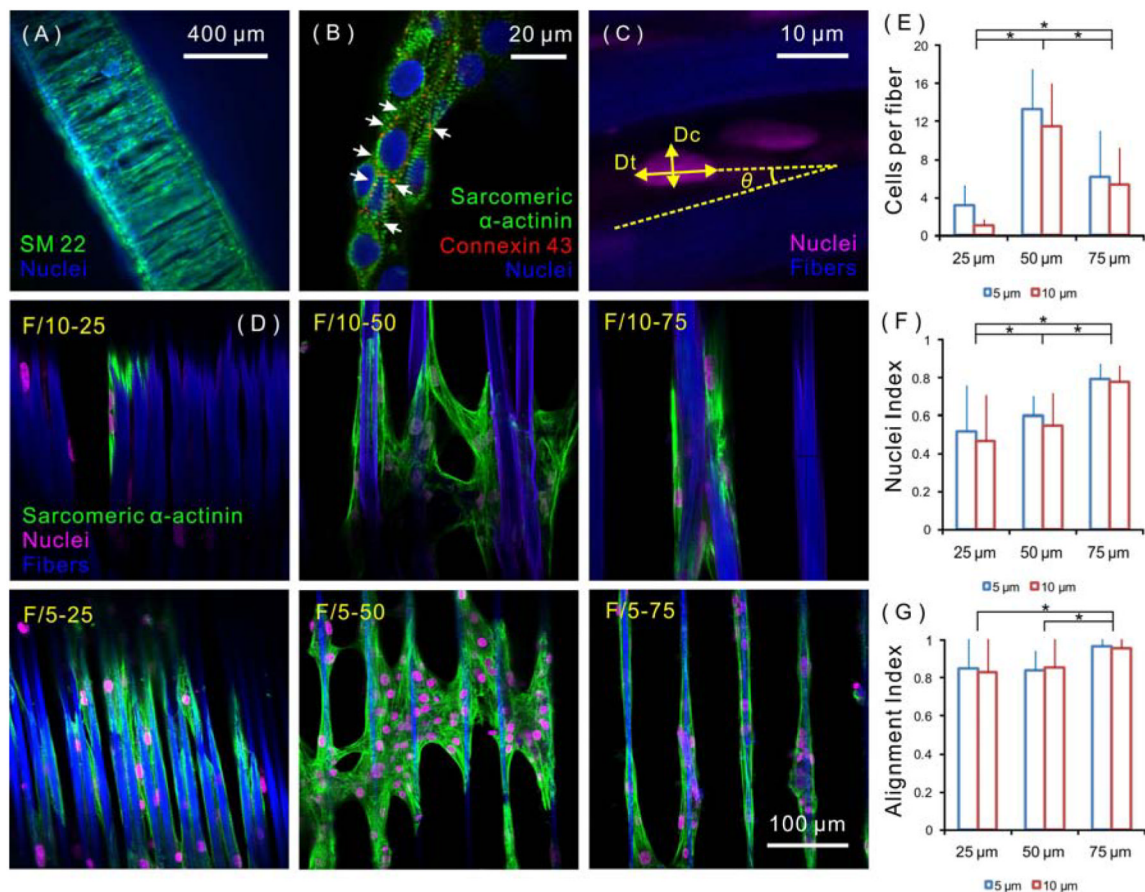 (A)
400 µm
SM 22
Nuclei
(B)
20 µm
Sarcomeric
α-actinin
Connexin 43
Nuclei
(C)
10 µm
Dc
Dt
θ
Nuclei
Fibers
(E)
Cells per fiber
20
16
12
8
4
0
* * *
25 µm 50 µm 75 µm
5 µm 10 µm
F/10-25
(D)
Sarcomeric α-actinin
Nuclei
Fibers
F/10-50
F/10-75
(F)
Nuclei Index
1
0.8
0.6
0.4
0.2
0
* * *
25 µm 50 µm 75 µm
5 µm 10 µm
F/5-25
F/5-50
F/5-75
100 µm
(G)
Alignment Index
1
0.8
0.6
0.4
0.2
0
* *
25 µm 50 µm 75 µm
5 µm 10 µm